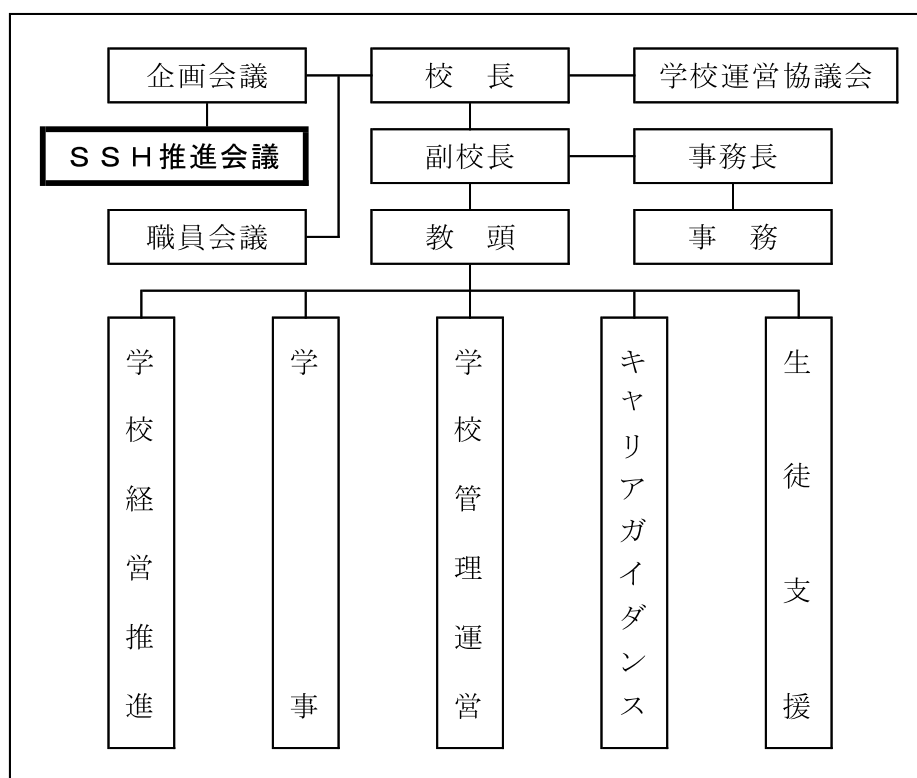 企画会議
校　長
学校運営協議会
ＳＳＨ推進会議
副校長
事務長
職員会議
教　頭
事　務
学校経営推進
学　事
学校管理運営
キャリアガイダンス
生徒支援